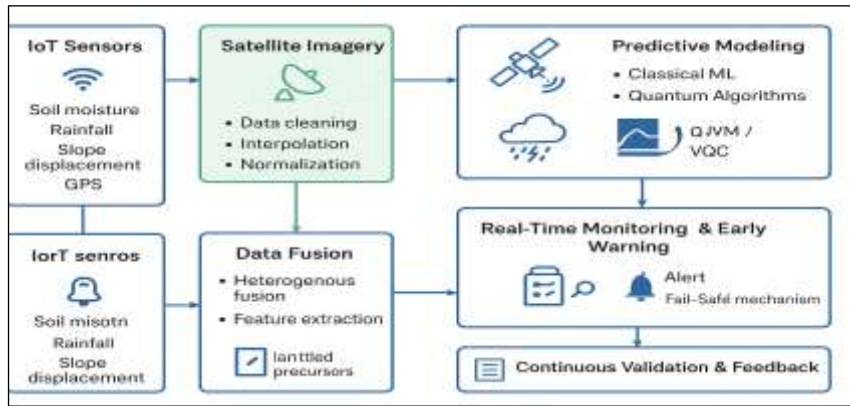 IoT Sensors
Soil moisture
Rainfall
Slope
displacement
GPS
Satellite Imagery
• Data cleaning
• Interpolation
• Normalization
Predictive Modeling
• Classical ML
• Quantum Algorithms
QJVM /
VQC
IorT senros
Soil misotn
Rainfall
Slope
displacement
Data Fusion
• Heterogenous
fusion
• Feature extraction
precursors
Real-Time Monitoring & Early
Warning
Alert
Fail-Safe mechanism
Continuous Validation & Feedback